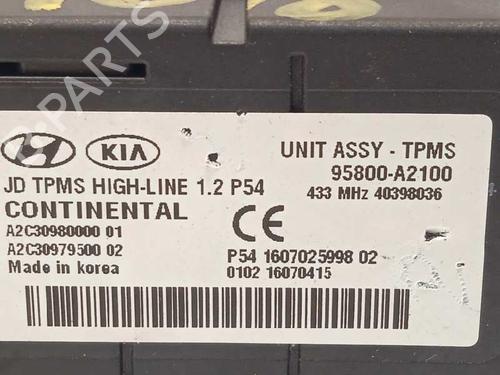 KIA
UNIT ASSY - TPMS
JD TPMS HIGH-LINE 1.2 P54
95800-A2100
433 MHz 40398036
CONTINENTAL
CE
A2C30980000 01
A2C30979500 02
P54 1607025998 02
Made in korea
0102 16070415